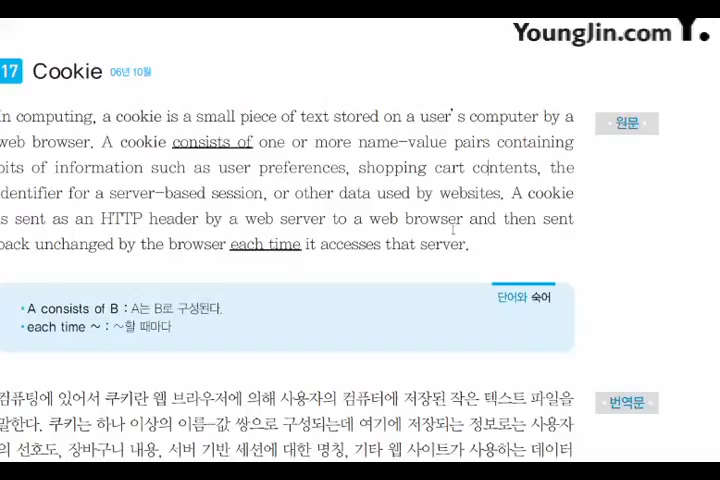 YoungJin.com Y.
17 Cookie 06년 10월
In computing, a cookie is a small piece of text stored on a user's computer by a
web browser. A cookie consists of one or more name-value pairs containing
bits of information such as user preferences, shopping cart contents, the
identifier for a server-based session, or other data used by websites. A cookie
is sent as an HTTP header by a web server to a web browser and then sent
back unchanged by the browser each time it accesses that server.
원문
단어와 숙어
• A consists of B : A는 B로 구성된다.
• each time ~ : ~할 때마다
컴퓨팅에 있어서 쿠키란 웹 브라우저에 의해 사용자의 컴퓨터에 저장된 작은 텍스트 파일을
말한다. 쿠키는 하나 이상의 이름-값 쌍으로 구성되는데 여기에 저장되는 정보로는 사용자
의 선호도, 장바구니 내용, 서버 기반 세션에 대한 명칭, 기타 웹 사이트가 사용하는 데이터
번역문